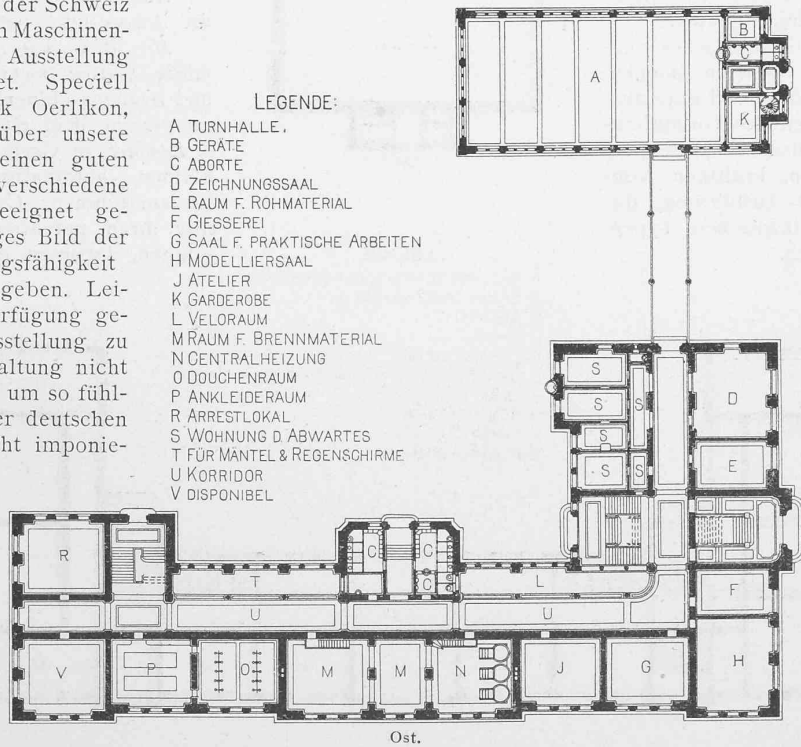 der Schweiz
n Maschinen-
Ausstellung
et. Speciell
k Oerlikon,
über unsere
einen guten
verschiedene
eeignet ge-
ges Bild der
gsfähigkeit
geben. Lei-
rfügung ge-
sstellung zu
altung nicht
um so fühl-
er deutschen
cht imponie-
LEGENDE:
A TURNHALLE,
B GERÄTE
C ABORTE
D ZEICHNUNGSSAAL
E RAUM F. ROHMATERIAL
F GIESSEREI
G SAAL F. PRAKTISCHE ARBEITEN
H MODELLIERSAAL
J ATELIER
K GARDEROBE
L VELORAUM
M RAUM F. BRENNMATERIAL
N CENTRALHEIZUNG
O DOUCHENRAUM
P ANKLEIDERAUM
R ARRESTLOKAL
S WOHNUNG D. ABWARTES
T FÜR MÄNTEL & REGENSCHIRME
U KORRIDOR
V DISPONIBEL
B
C
A
K
S
S
S
S
S
S
D
E
R
T
C
C
C
L
F
U
U
V
P
O
M
M
N
J
G
H
Ost.